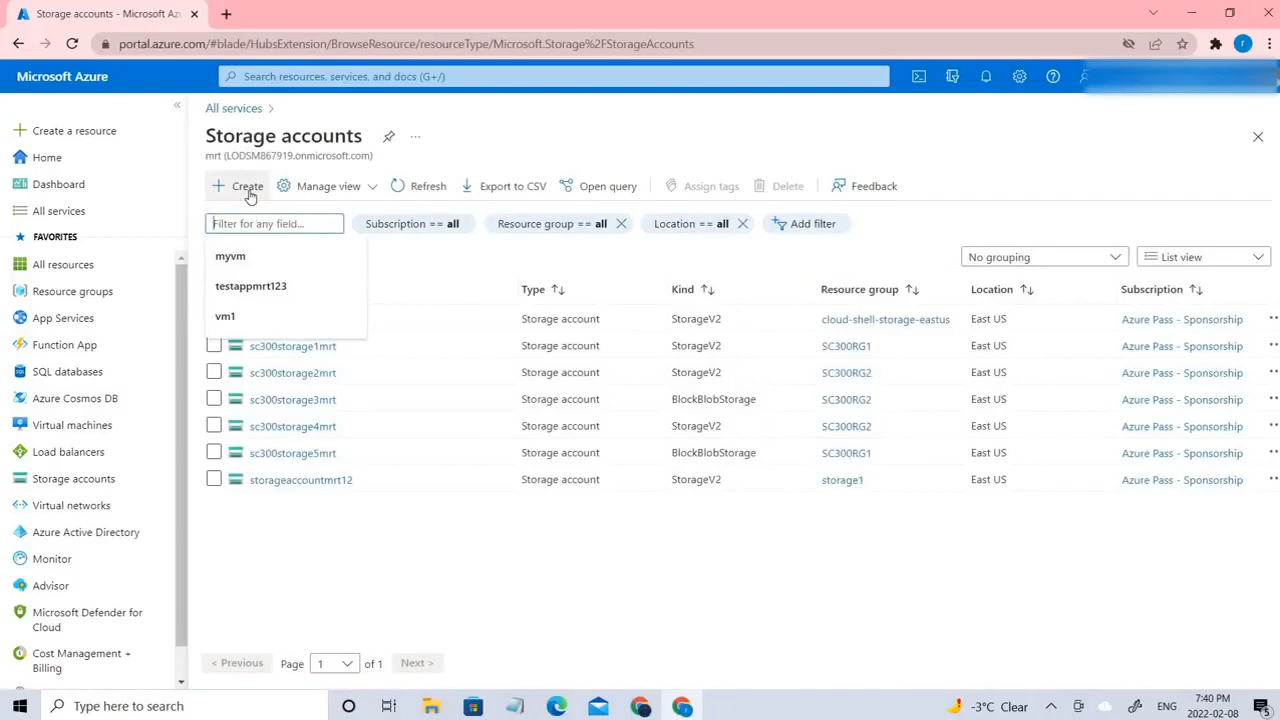 Storage accounts - Microsoft Az
portal.azure.com/#blade/HubsExtension/BrowseResource/resourceType/Microsoft.Storage%2FStorageAccounts
r
Microsoft Azure
Search resources, services, and docs (G+/)
Create a resource
Home
Dashboard
All services
FAVORITES
All resources
Resource groups
App Services
Function App
SQL databases
Azure Cosmos DB
Virtual machines
Load balancers
Storage accounts
Virtual networks
Azure Active Directory
Monitor
Advisor
Microsoft Defender for
Cloud
Cost Management +
Billing
All services >
Storage accounts
mrt (LODSM867919.onmicrosoft.com)
+ Create Manage view Refresh Export to CSV Open query Assign tags Delete Feedback
Filter for any field... Subscription == all Resource group == all Location == all Add filter
myvm
testappmrt123
vm1
No grouping List view
Type Kind Resource group Location Subscription
Storage account StorageV2 cloud-shell-storage-eastus East US Azure Pass - Sponsorship
sc300storage1mrt Storage account StorageV2 SC300RG1 East US Azure Pass - Sponsorship
sc300storage2mrt Storage account StorageV2 SC300RG2 East US Azure Pass - Sponsorship
sc300storage3mrt Storage account BlockBlobStorage SC300RG2 East US Azure Pass - Sponsorship
sc300storage4mrt Storage account StorageV2 SC300RG2 East US Azure Pass - Sponsorship
sc300storage5mrt Storage account BlockBlobStorage SC300RG1 East US Azure Pass - Sponsorship
storageaccountmrt12 Storage account StorageV2 storage1 East US Azure Pass - Sponsorship
< Previous Page 1 of 1 Next >
Type here to search
-3°C Clear
ENG
7:40 PM
2022-02-08
5